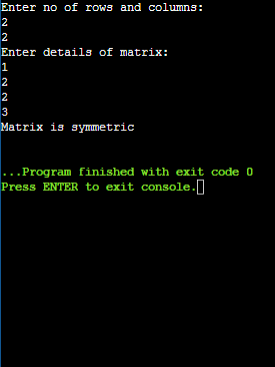 Enter no of rows and columns:
2
2
Enter details of matrix:
1
2
2
3
Matrix is symmetric
...Program finished with exit code 0
Press ENTER to exit console.